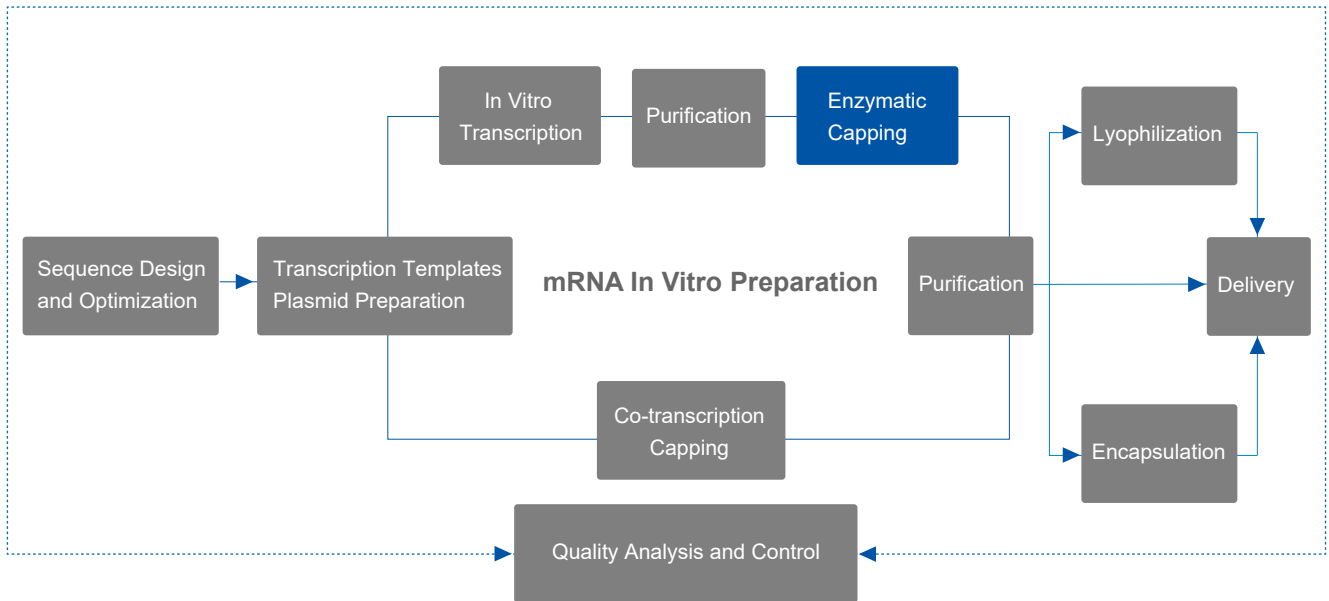 In Vitro
Transcription
Purification
Enzymatic
Capping
Lyophilization
Sequence Design
and Optimization
Transcription Templates
Plasmid Preparation
mRNA In Vitro Preparation
Purification
Delivery
Co-transcription
Capping
Encapsulation
Quality Analysis and Control